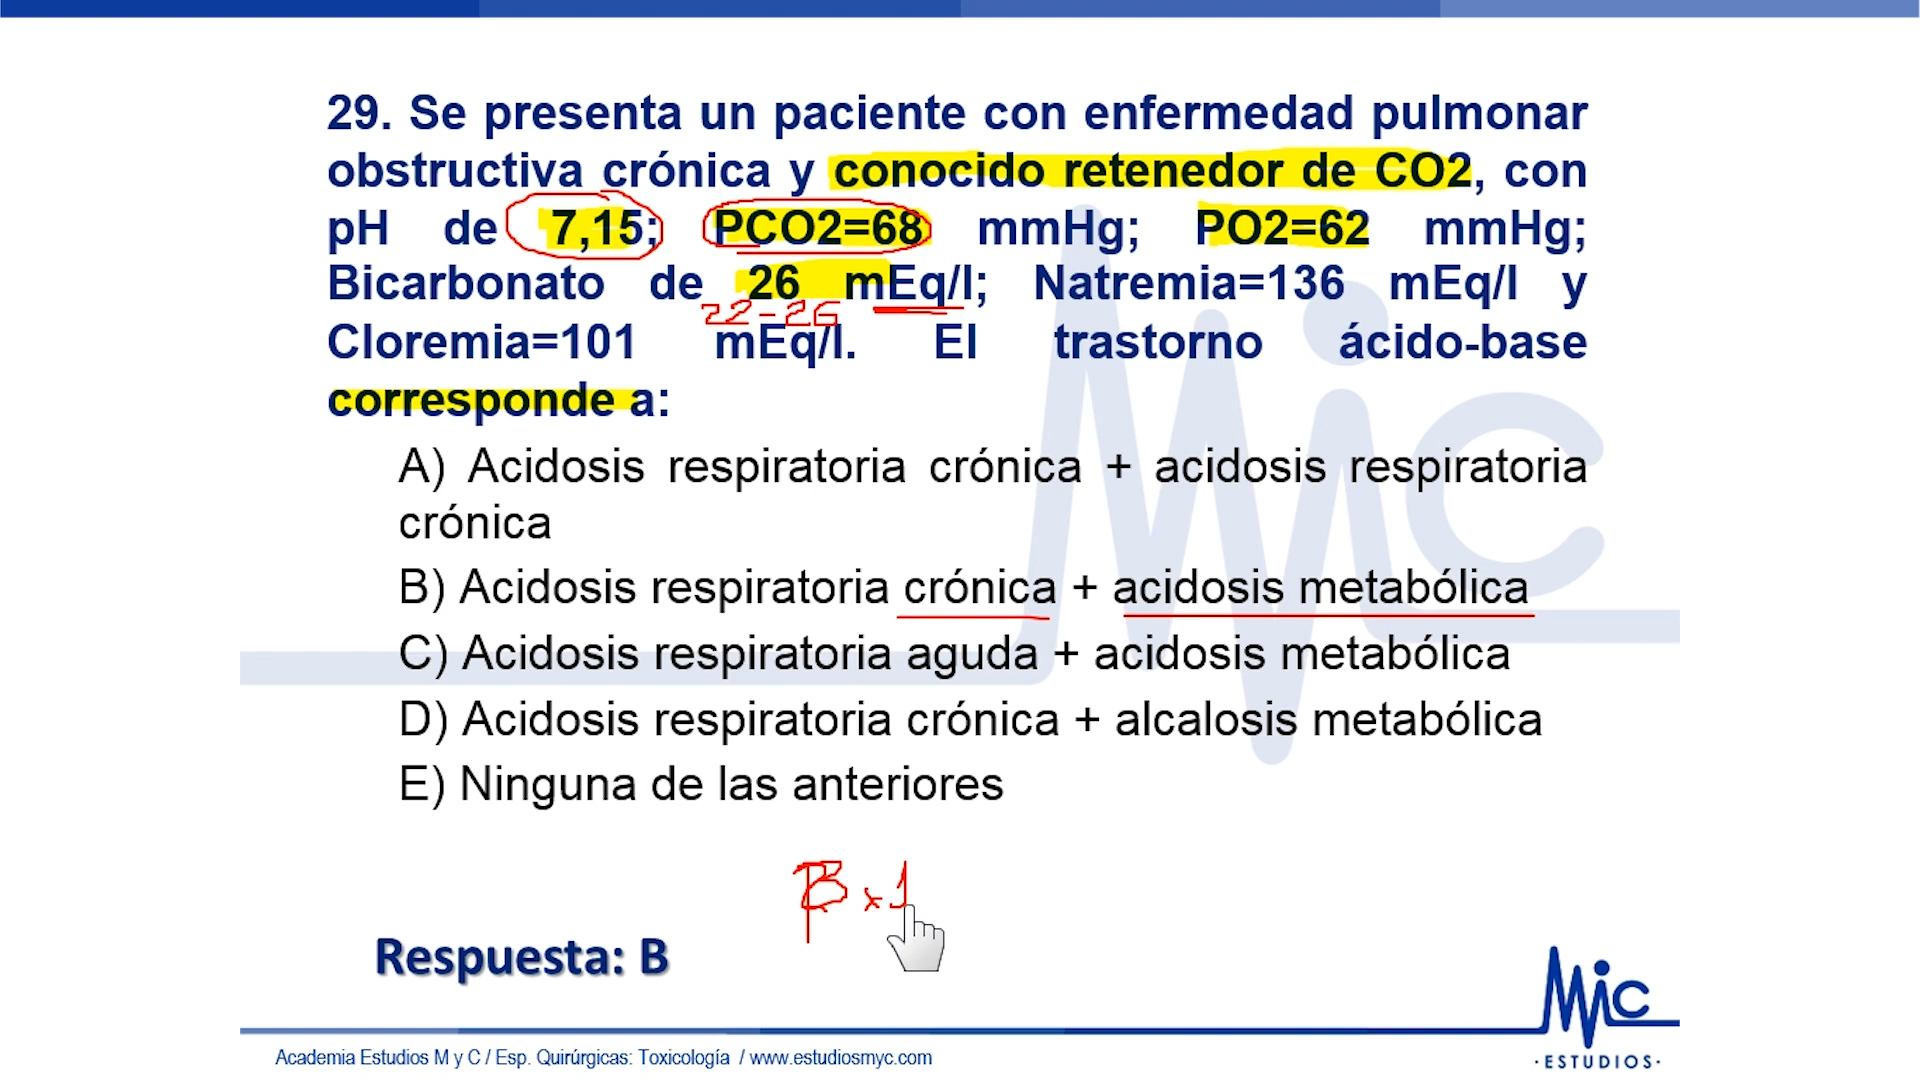 29. Se presenta un paciente con enfermedad pulmonar
obstructiva crónica y conocido retenedor de CO2, con
pH de 7,15; PCO2=68 mmHg; PO2=62 mmHg;
Bicarbonato de 26 mEq/l; Natremia=136 mEq/l y
22-26
Cloremia=101 mEq/l. El trastorno ácido-base
corresponde a:
A) Acidosis respiratoria crónica + acidosis respiratoria
crónica
B) Acidosis respiratoria crónica + acidosis metabólica
C) Acidosis respiratoria aguda + acidosis metabólica
D) Acidosis respiratoria crónica + alcalosis metabólica
E) Ninguna de las anteriores
B x 1
Respuesta: B
MiC
Academia Estudios M y C / Esp. Quirúrgicas: Toxicología / www.estudiosmyc.com
MiC
·ESTUDIOS·